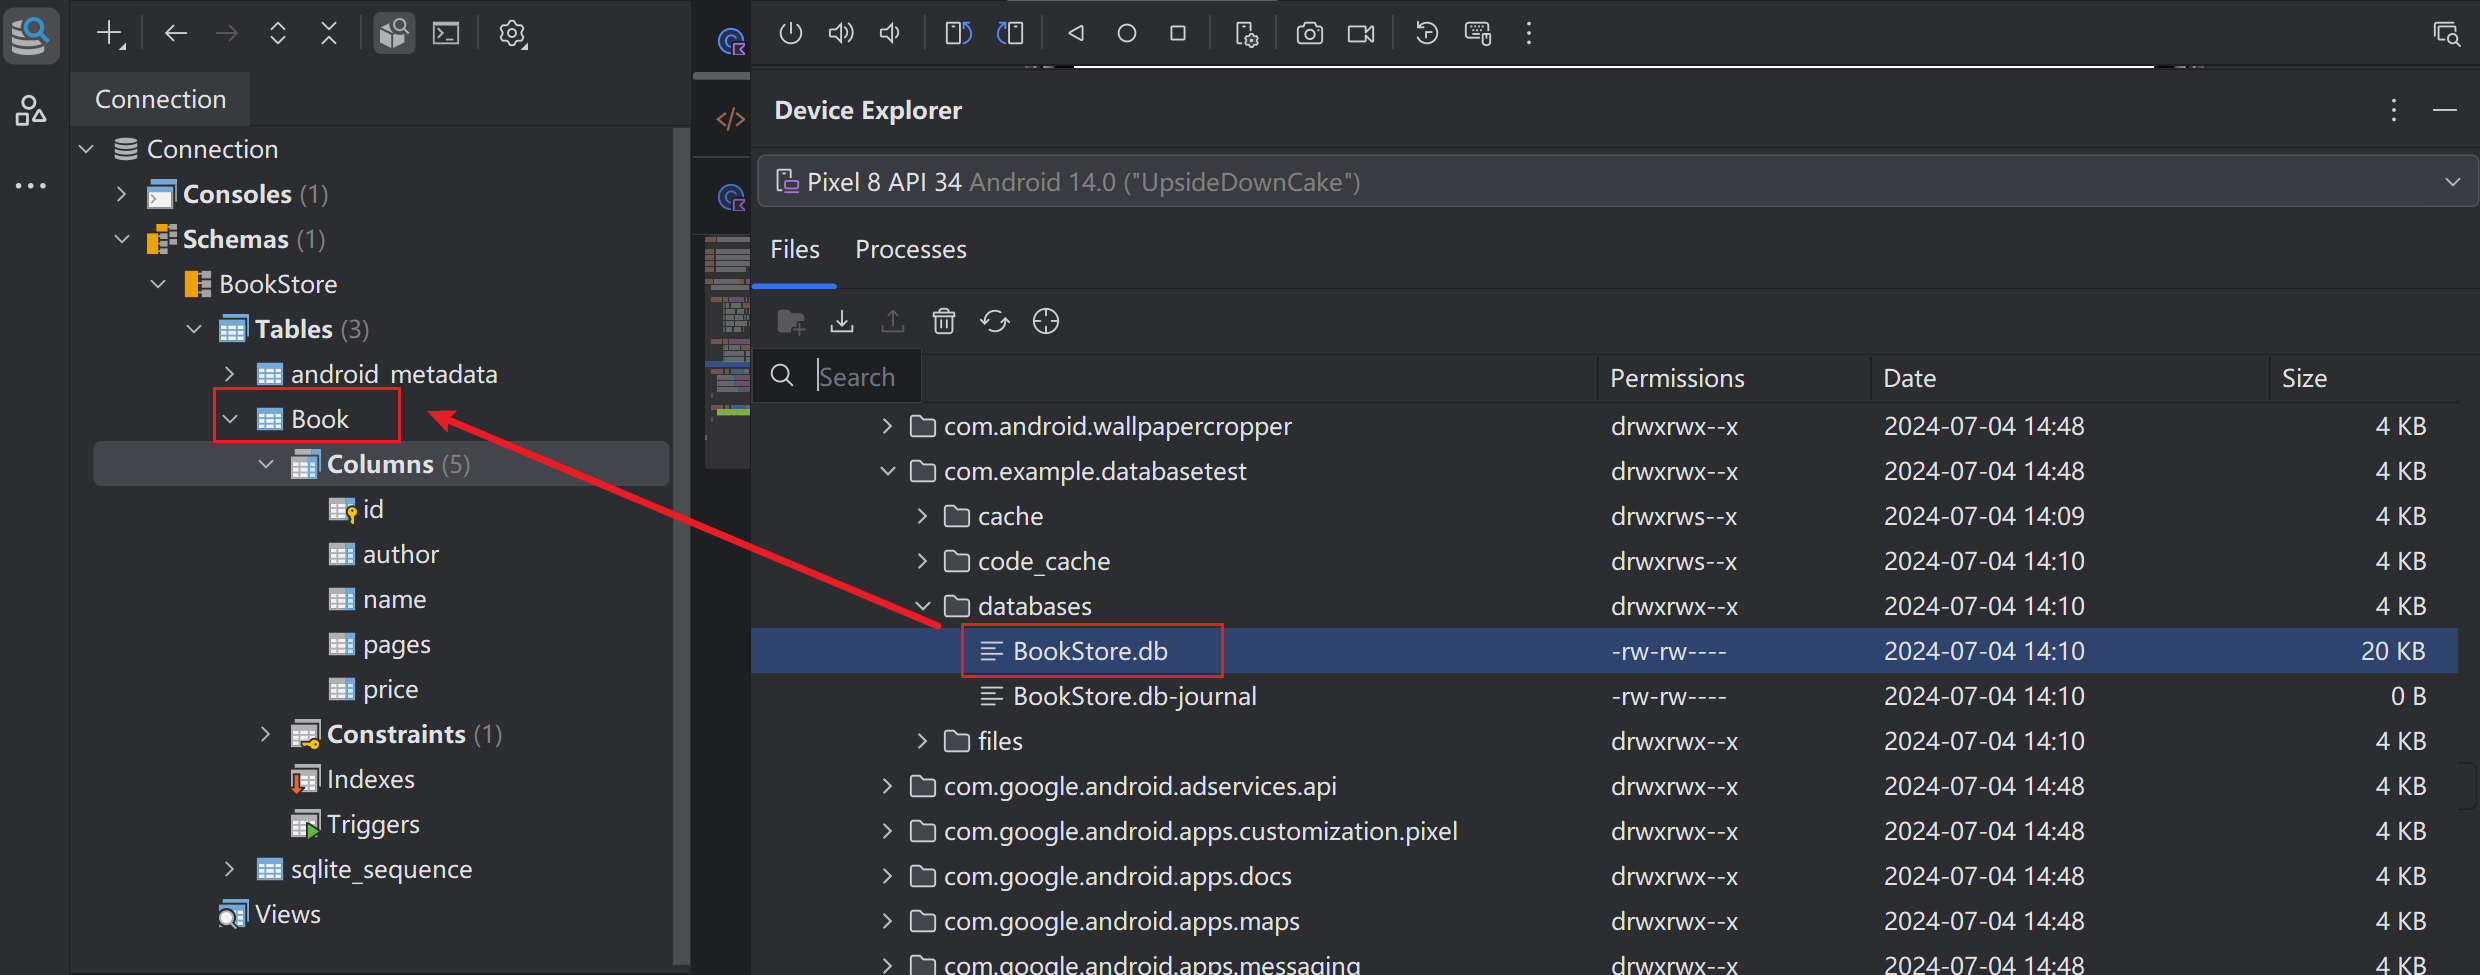 Connection
Connection
Consoles (1)
Schemas (1)
BookStore
Tables (3)
android_metadata
Book
Columns (5)
id
author
name
pages
price
Constraints (1)
Indexes
Triggers
sqlite_sequence
Views
</>
Device Explorer
Pixel 8 API 34 Android 14.0 ("UpsideDownCake")
Files Processes
Search Permissions Date Size
com.android.wallpapercropper drwxrwx--x 2024-07-04 14:48 4 KB
com.example.databasetest drwxrwx--x 2024-07-04 14:48 4 KB
cache drwxrws--x 2024-07-04 14:09 4 KB
code_cache drwxrws--x 2024-07-04 14:10 4 KB
databases drwxrwx--x 2024-07-04 14:10 4 KB
BookStore.db -rw-rw---- 2024-07-04 14:10 20 KB
BookStore.db-journal -rw-rw---- 2024-07-04 14:10 0 B
files drwxrwx--x 2024-07-04 14:10 4 KB
com.google.android.adservices.api drwxrwx--x 2024-07-04 14:48 4 KB
com.google.android.apps.customization.pixel drwxrwx--x 2024-07-04 14:48 4 KB
com.google.android.apps.docs drwxrwx--x 2024-07-04 14:48 4 KB
com.google.android.apps.maps drwxrwx--x 2024-07-04 14:48 4 KB
com.google.android.apps.messaging drwxrwx--x 2024-07-04 14:48 4 KB